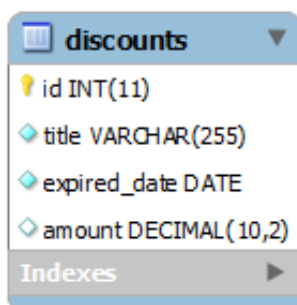 discounts
id INT(11)
title VARCHAR(255)
expired_date DATE
amount DECIMAL(10,2)
Indexes